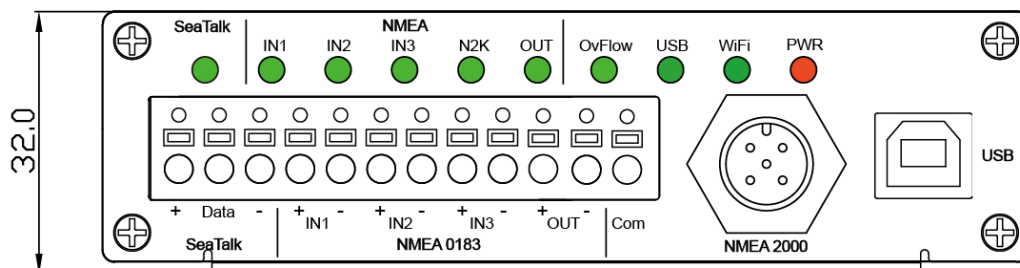 SeaTalk NMEA
IN1 IN2 IN3 N2K OUT OvFlow USB WiFi PWR
32.0
USB
+ Data - + - + - + - + -
IN1 IN2 IN3 OUT Com
SeaTalk NMEA 0183 NMEA 2000